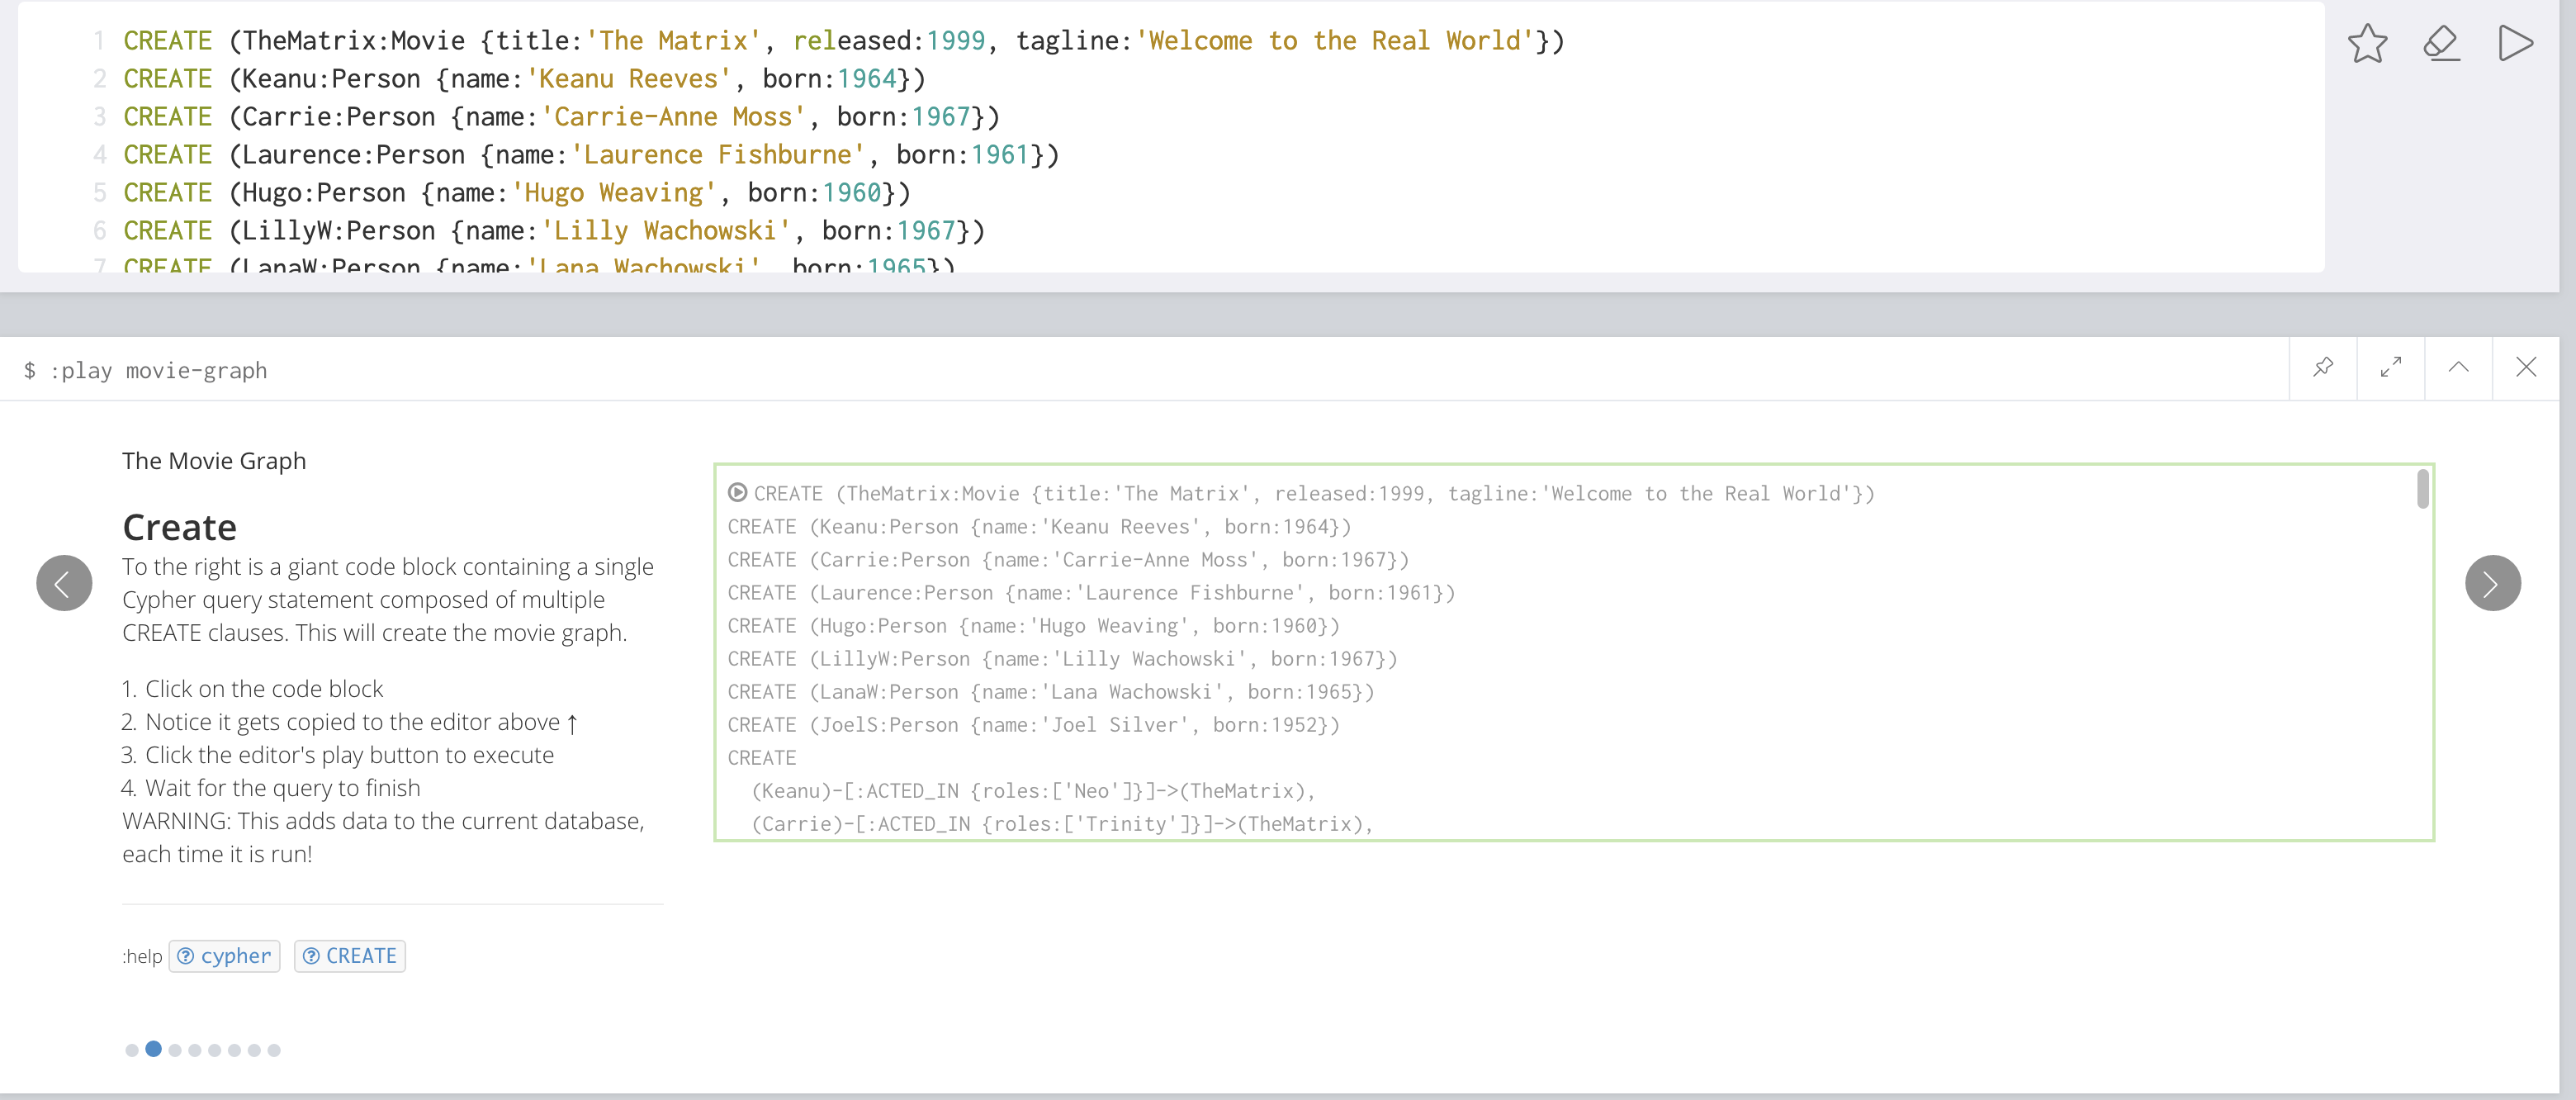 1 CREATE (TheMatrix:Movie {title:'The Matrix', released:1999, tagline:'Welcome to the Real World'})
2 CREATE (Keanu:Person {name:'Keanu Reeves', born:1964})
3 CREATE (Carrie:Person {name:'Carrie-Anne Moss', born:1967})
4 CREATE (Laurence:Person {name:'Laurence Fishburne', born:1961})
5 CREATE (Hugo:Person {name:'Hugo Weaving', born:1960})
6 CREATE (LillyW:Person {name:'Lilly Wachowski', born:1967})
7 CREATE (LanaW:Person {name:'Lana Wachowski', born:1965})
$ :play movie-graph
The Movie Graph
Create
To the right is a giant code block containing a single
Cypher query statement composed of multiple
CREATE clauses. This will create the movie graph.
1. Click on the code block
2. Notice it gets copied to the editor above ↑
3. Click the editor's play button to execute
4. Wait for the query to finish
WARNING: This adds data to the current database,
each time it is run!
:help cypher CREATE
CREATE (TheMatrix:Movie {title:'The Matrix', released:1999, tagline:'Welcome to the Real World'})
CREATE (Keanu:Person {name:'Keanu Reeves', born:1964})
CREATE (Carrie:Person {name:'Carrie-Anne Moss', born:1967})
CREATE (Laurence:Person {name:'Laurence Fishburne', born:1961})
CREATE (Hugo:Person {name:'Hugo Weaving', born:1960})
CREATE (LillyW:Person {name:'Lilly Wachowski', born:1967})
CREATE (LanaW:Person {name:'Lana Wachowski', born:1965})
CREATE (JoelS:Person {name:'Joel Silver', born:1952})
CREATE
(Keanu)-[:ACTED_IN {roles:['Neo']}]->(TheMatrix),
(Carrie)-[:ACTED_IN {roles:['Trinity']}]->(TheMatrix),